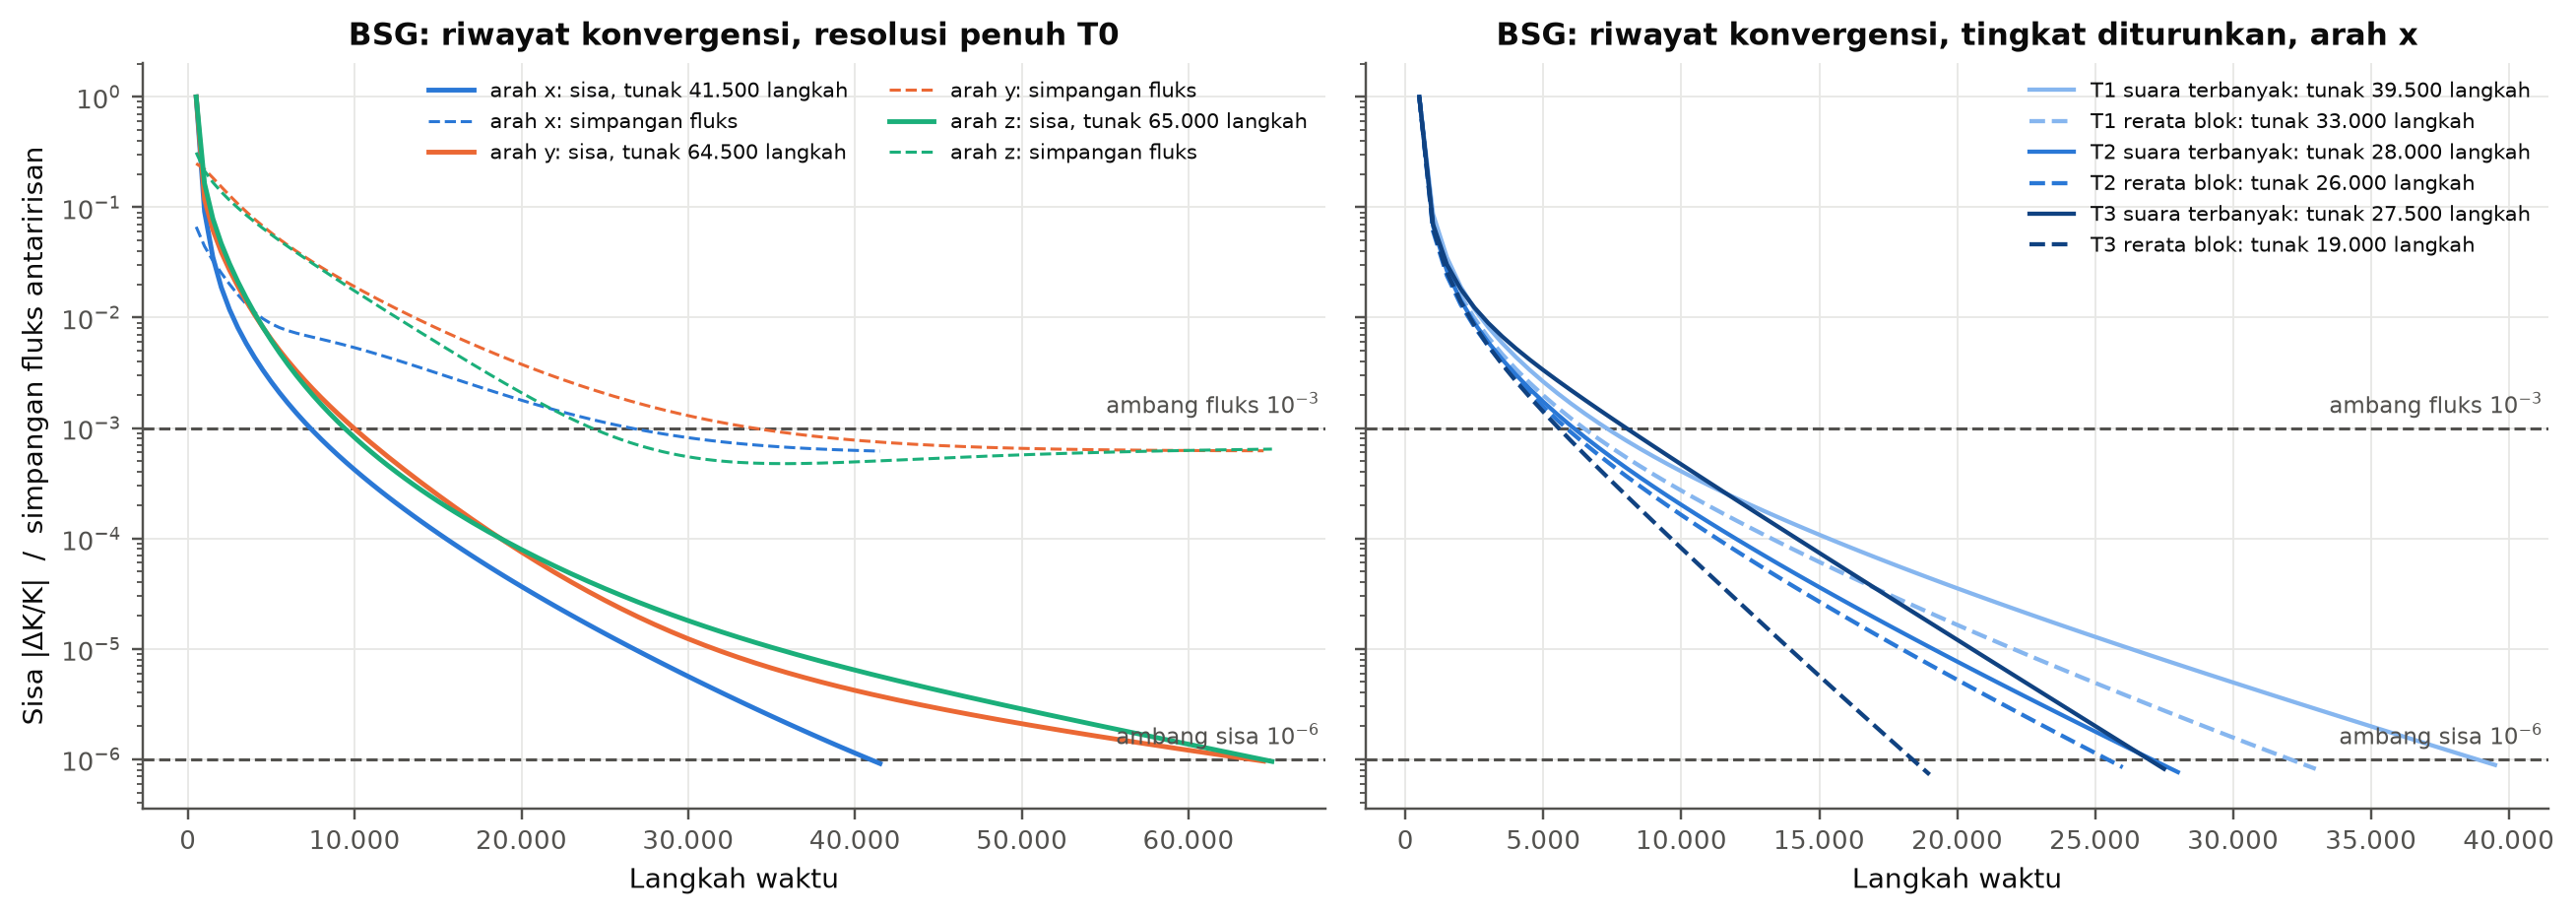 BSG: riwayat konvergensi, resolusi penuh T0
arah x: sisa, tunak 41.500 langkah
arah x: simpangan fluks
arah y: sisa, tunak 64.500 langkah
arah y: simpangan fluks
arah z: sisa, tunak 65.000 langkah
arah z: simpangan fluks
ambang fluks 10⁻³
ambang sisa 10⁻⁶
Sisa |ΔK/K| / simpangan fluks antaririsan
10⁰
10⁻¹
10⁻²
10⁻³
10⁻⁴
10⁻⁵
10⁻⁶
0 10.000 20.000 30.000 40.000 50.000 60.000
Langkah waktu
BSG: riwayat konvergensi, tingkat diturunkan, arah x
T1 suara terbanyak: tunak 39.500 langkah
T1 rerata blok: tunak 33.000 langkah
T2 suara terbanyak: tunak 28.000 langkah
T2 rerata blok: tunak 26.000 langkah
T3 suara terbanyak: tunak 27.500 langkah
T3 rerata blok: tunak 19.000 langkah
ambang fluks 10⁻³
ambang sisa 10⁻⁶
0 5.000 10.000 15.000 20.000 25.000 30.000 35.000 40.000
Langkah waktu